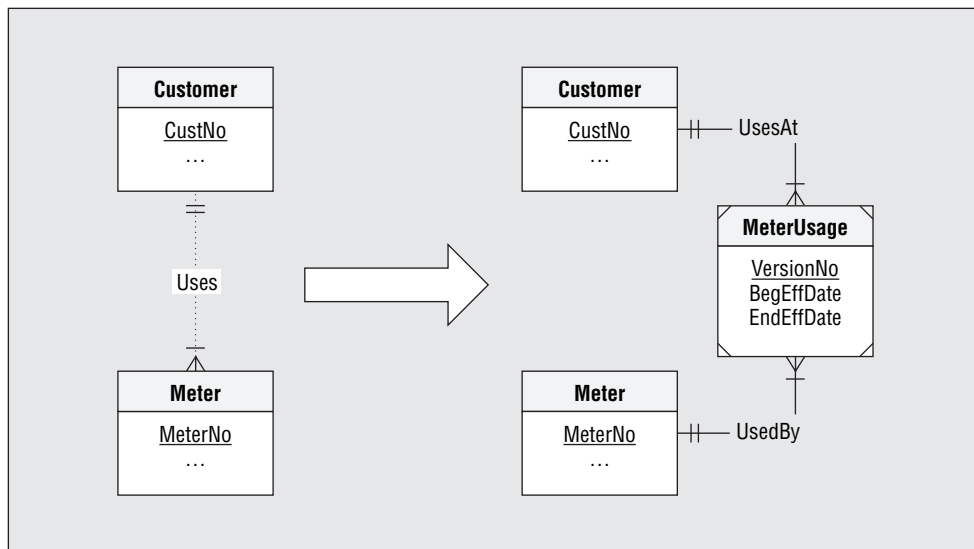 Customer
CustNo
...
Uses
Meter
MeterNo
...
Customer
CustNo
...
UsesAt
MeterUsage
VersionNo
BegEffDate
EndEffDate
Meter
MeterNo
...
UsedBy